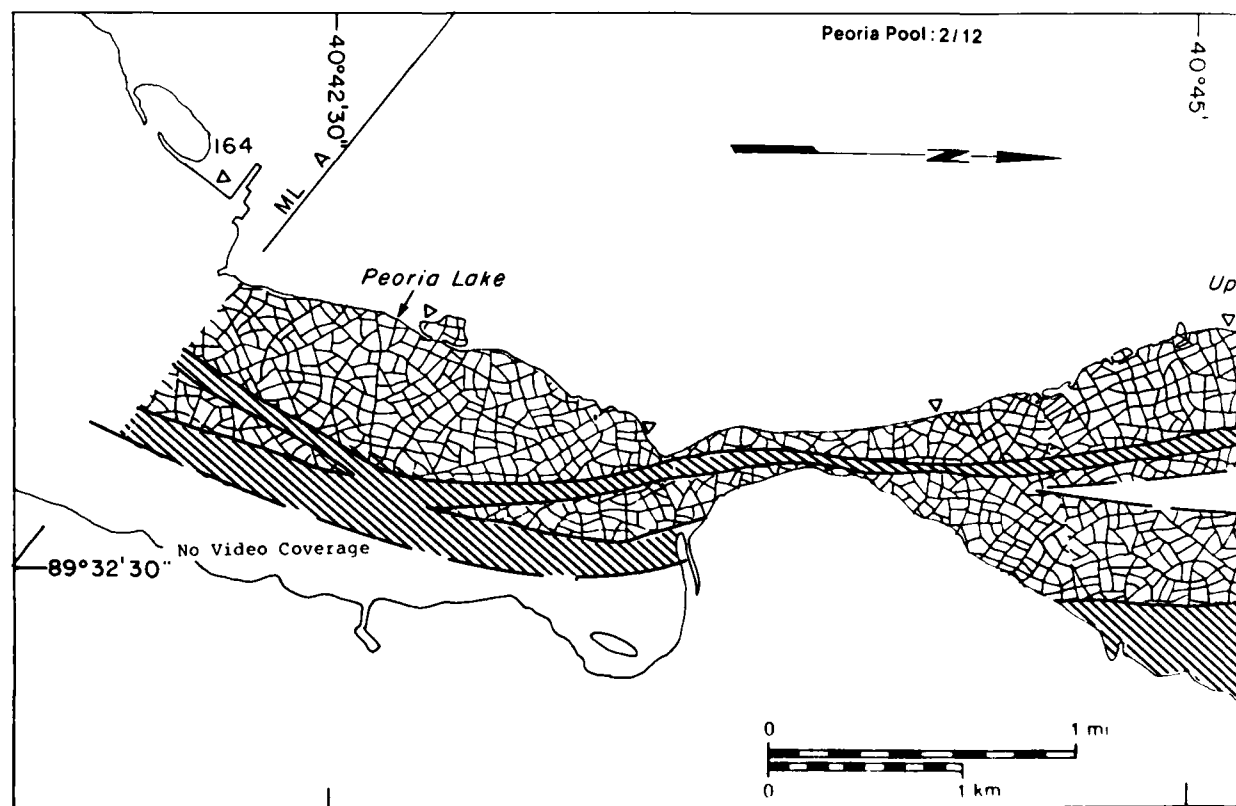 Peoria Pool : 2/12
40°42'30"
40°45'
164
ML A
N
Peoria Lake
Up
No Video Coverage
89°32'30"
0 1 mi
0 1 km